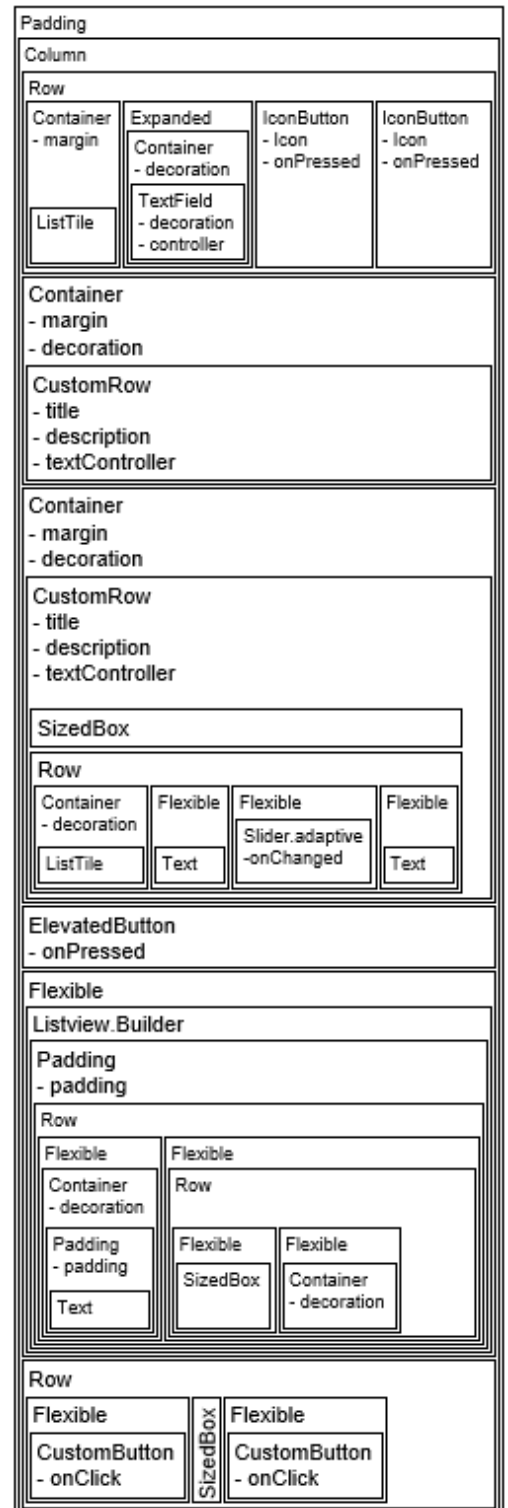 Padding
Column
Row
Container
- margin
ListTile
Expanded
Container
- decoration
TextField
- decoration
- controller
IconButton
- Icon
- onPressed
IconButton
- Icon
- onPressed
Container
- margin
- decoration
CustomRow
- title
- description
- textController
Container
- margin
- decoration
CustomRow
- title
- description
- textController
SizedBox
Row
Container
- decoration
ListTile
Flexible
Text
Flexible
Slider.adaptive
-onChanged
Flexible
Text
ElevatedButton
- onPressed
Flexible
Listview.Builder
Padding
- padding
Row
Flexible
Container
- decoration
Padding
- padding
Text
Flexible
Row
Flexible
SizedBox
Flexible
Container
- decoration
Row
Flexible
CustomButton
- onClick
SizedBox
Flexible
CustomButton
- onClick